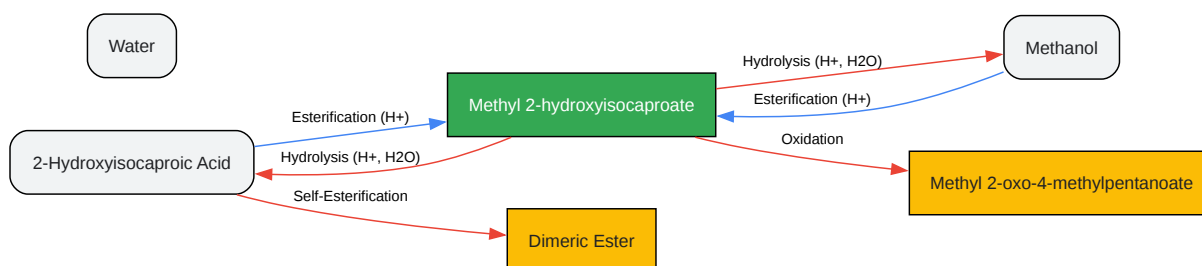 Water
Methanol
Hydrolysis (H+, H2O)
Methyl 2-hydroxyisocaproate
Esterification (H+)
Esterification (H+)
Oxidation
2-Hydroxyisocaproic Acid
Hydrolysis (H+, H2O)
Methyl 2-oxo-4-methylpentanoate
Self-Esterification
Dimeric Ester